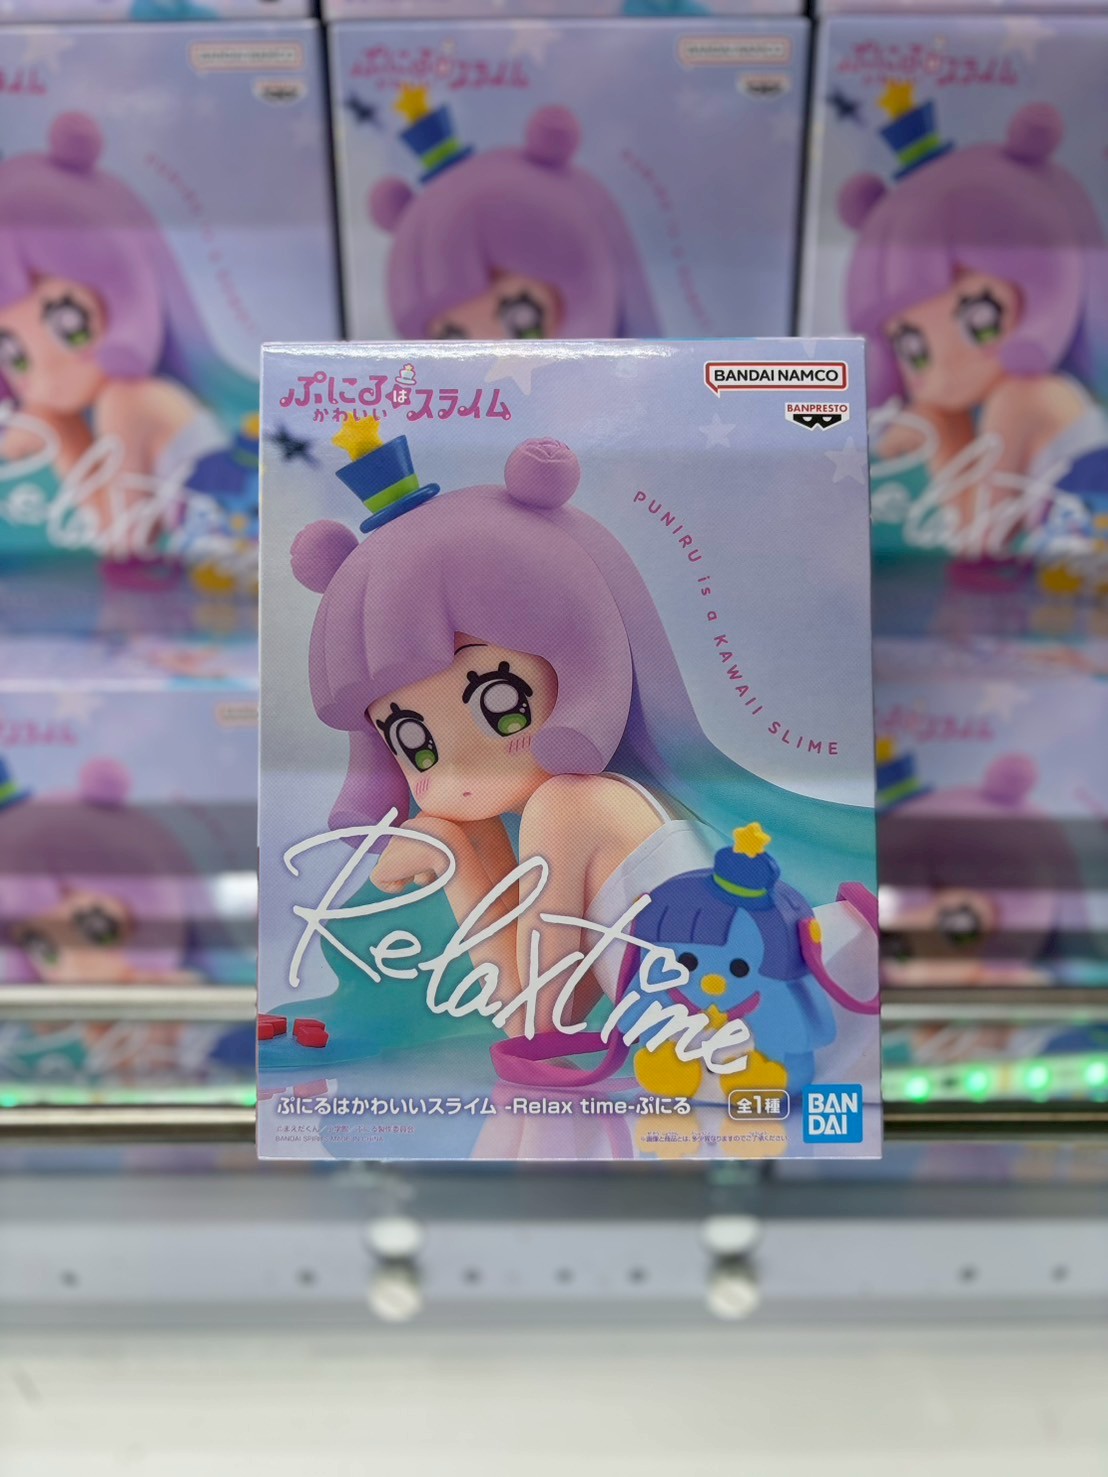 ぷにるは
かわいい スライム
BANDAI NAMCO
BANPRESTO
PUNIRU is a KAWAII SLIME
Relax time
ぷにるはかわいいスライム -Relax time-ぷにる
全1種
BAN
DAI